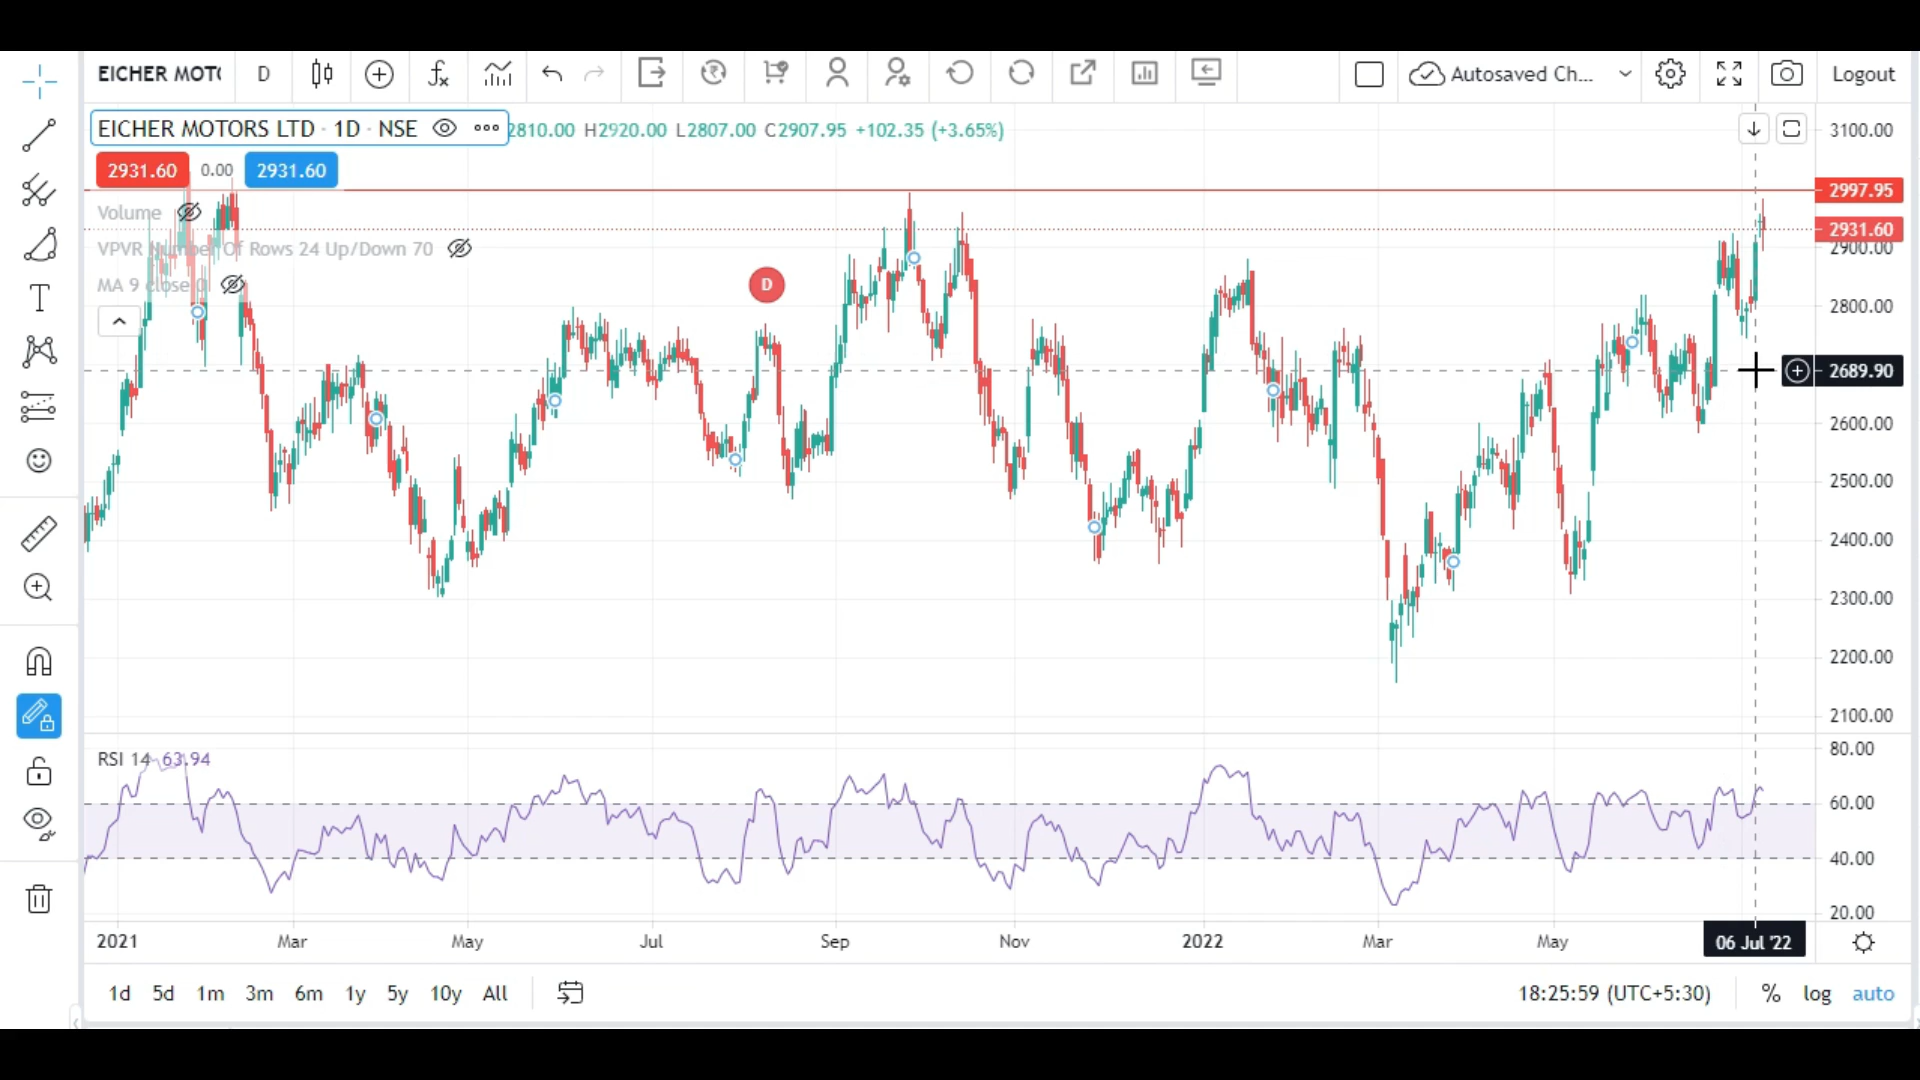 EICHER MOTO D Autosaved Ch... Logout
EICHER MOTORS LTD · 1D · NSE 2810.00 H2920.00 L2807.00 C2907.95 +102.35 (+3.65%)
2931.60 0.00 2931.60
Volume
VPVR Number Of Rows 24 Up/Down 70
MA 9 close 0
D
3100.00
2997.95
2931.60
2900.00
2800.00
2689.90
2600.00
2500.00
2400.00
2300.00
2200.00
2100.00
RSI 14 63.94
80.00
60.00
40.00
20.00
2021 Mar May Jul Sep Nov 2022 Mar May 06 Jul '22
1d 5d 1m 3m 6m 1y 5y 10y All 18:25:59 (UTC+5:30) % log auto